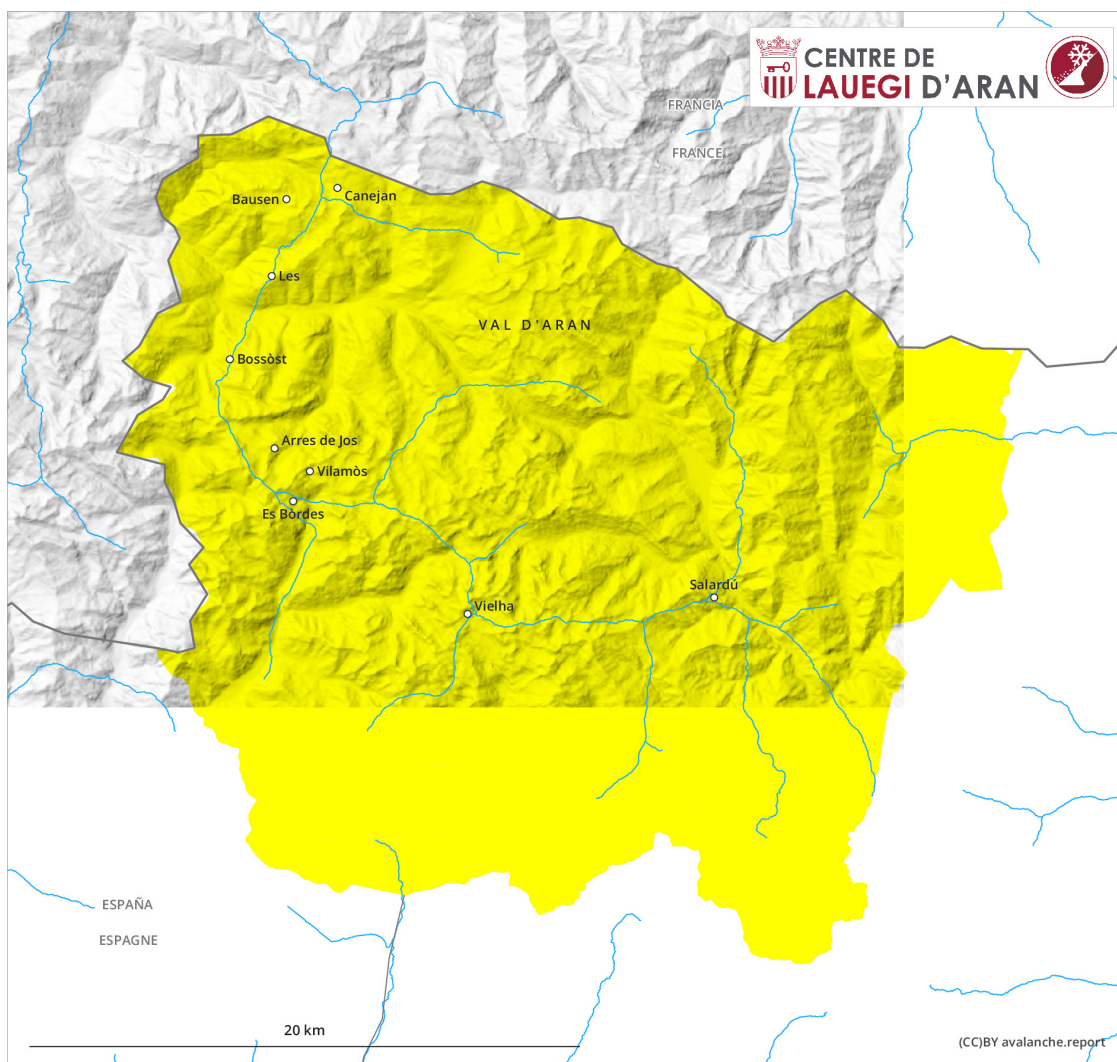 CENTRE DE
LAUEGI D'ARAN
FRANCIA
FRANCE
Bausen
Canejan
Les
VAL D'ARAN
Bossòst
Arres de Jos
Vilamòs
Es Bòrdes
Salardú
Vielha
ESPAÑA
ESPAGNE
20 km
(CC)BY avalanche.report